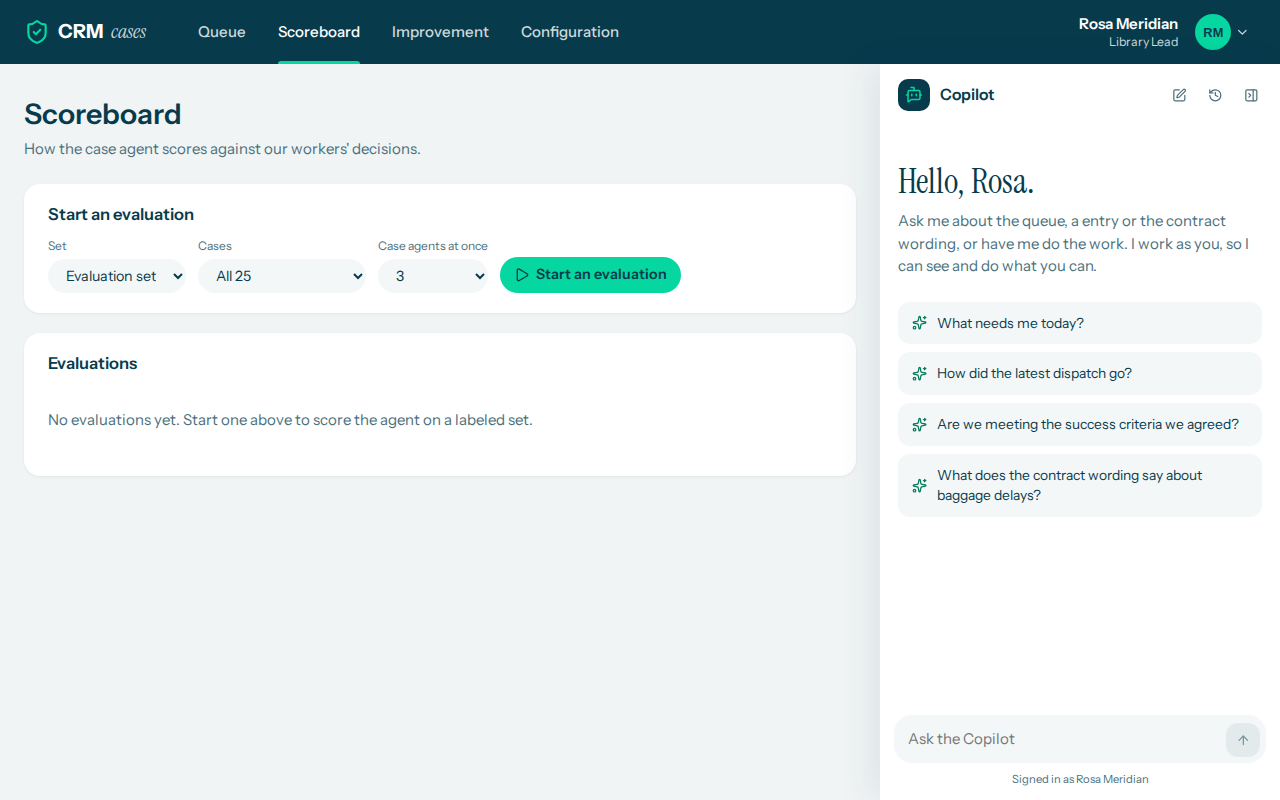 CRM cases
Queue
Scoreboard
Improvement
Configuration
Rosa Meridian
Library Lead
RM
Scoreboard
How the case agent scores against our workers' decisions.
Start an evaluation
Set
Cases
Case agents at once
Evaluation set
All 25
3
Start an evaluation
Evaluations
No evaluations yet. Start one above to score the agent on a labeled set.
Copilot
Hello, Rosa.
Ask me about the queue, a entry or the contract
wording, or have me do the work. I work as you, so I
can see and do what you can.
What needs me today?
How did the latest dispatch go?
Are we meeting the success criteria we agreed?
What does the contract wording say about
baggage delays?
Ask the Copilot
Signed in as Rosa Meridian